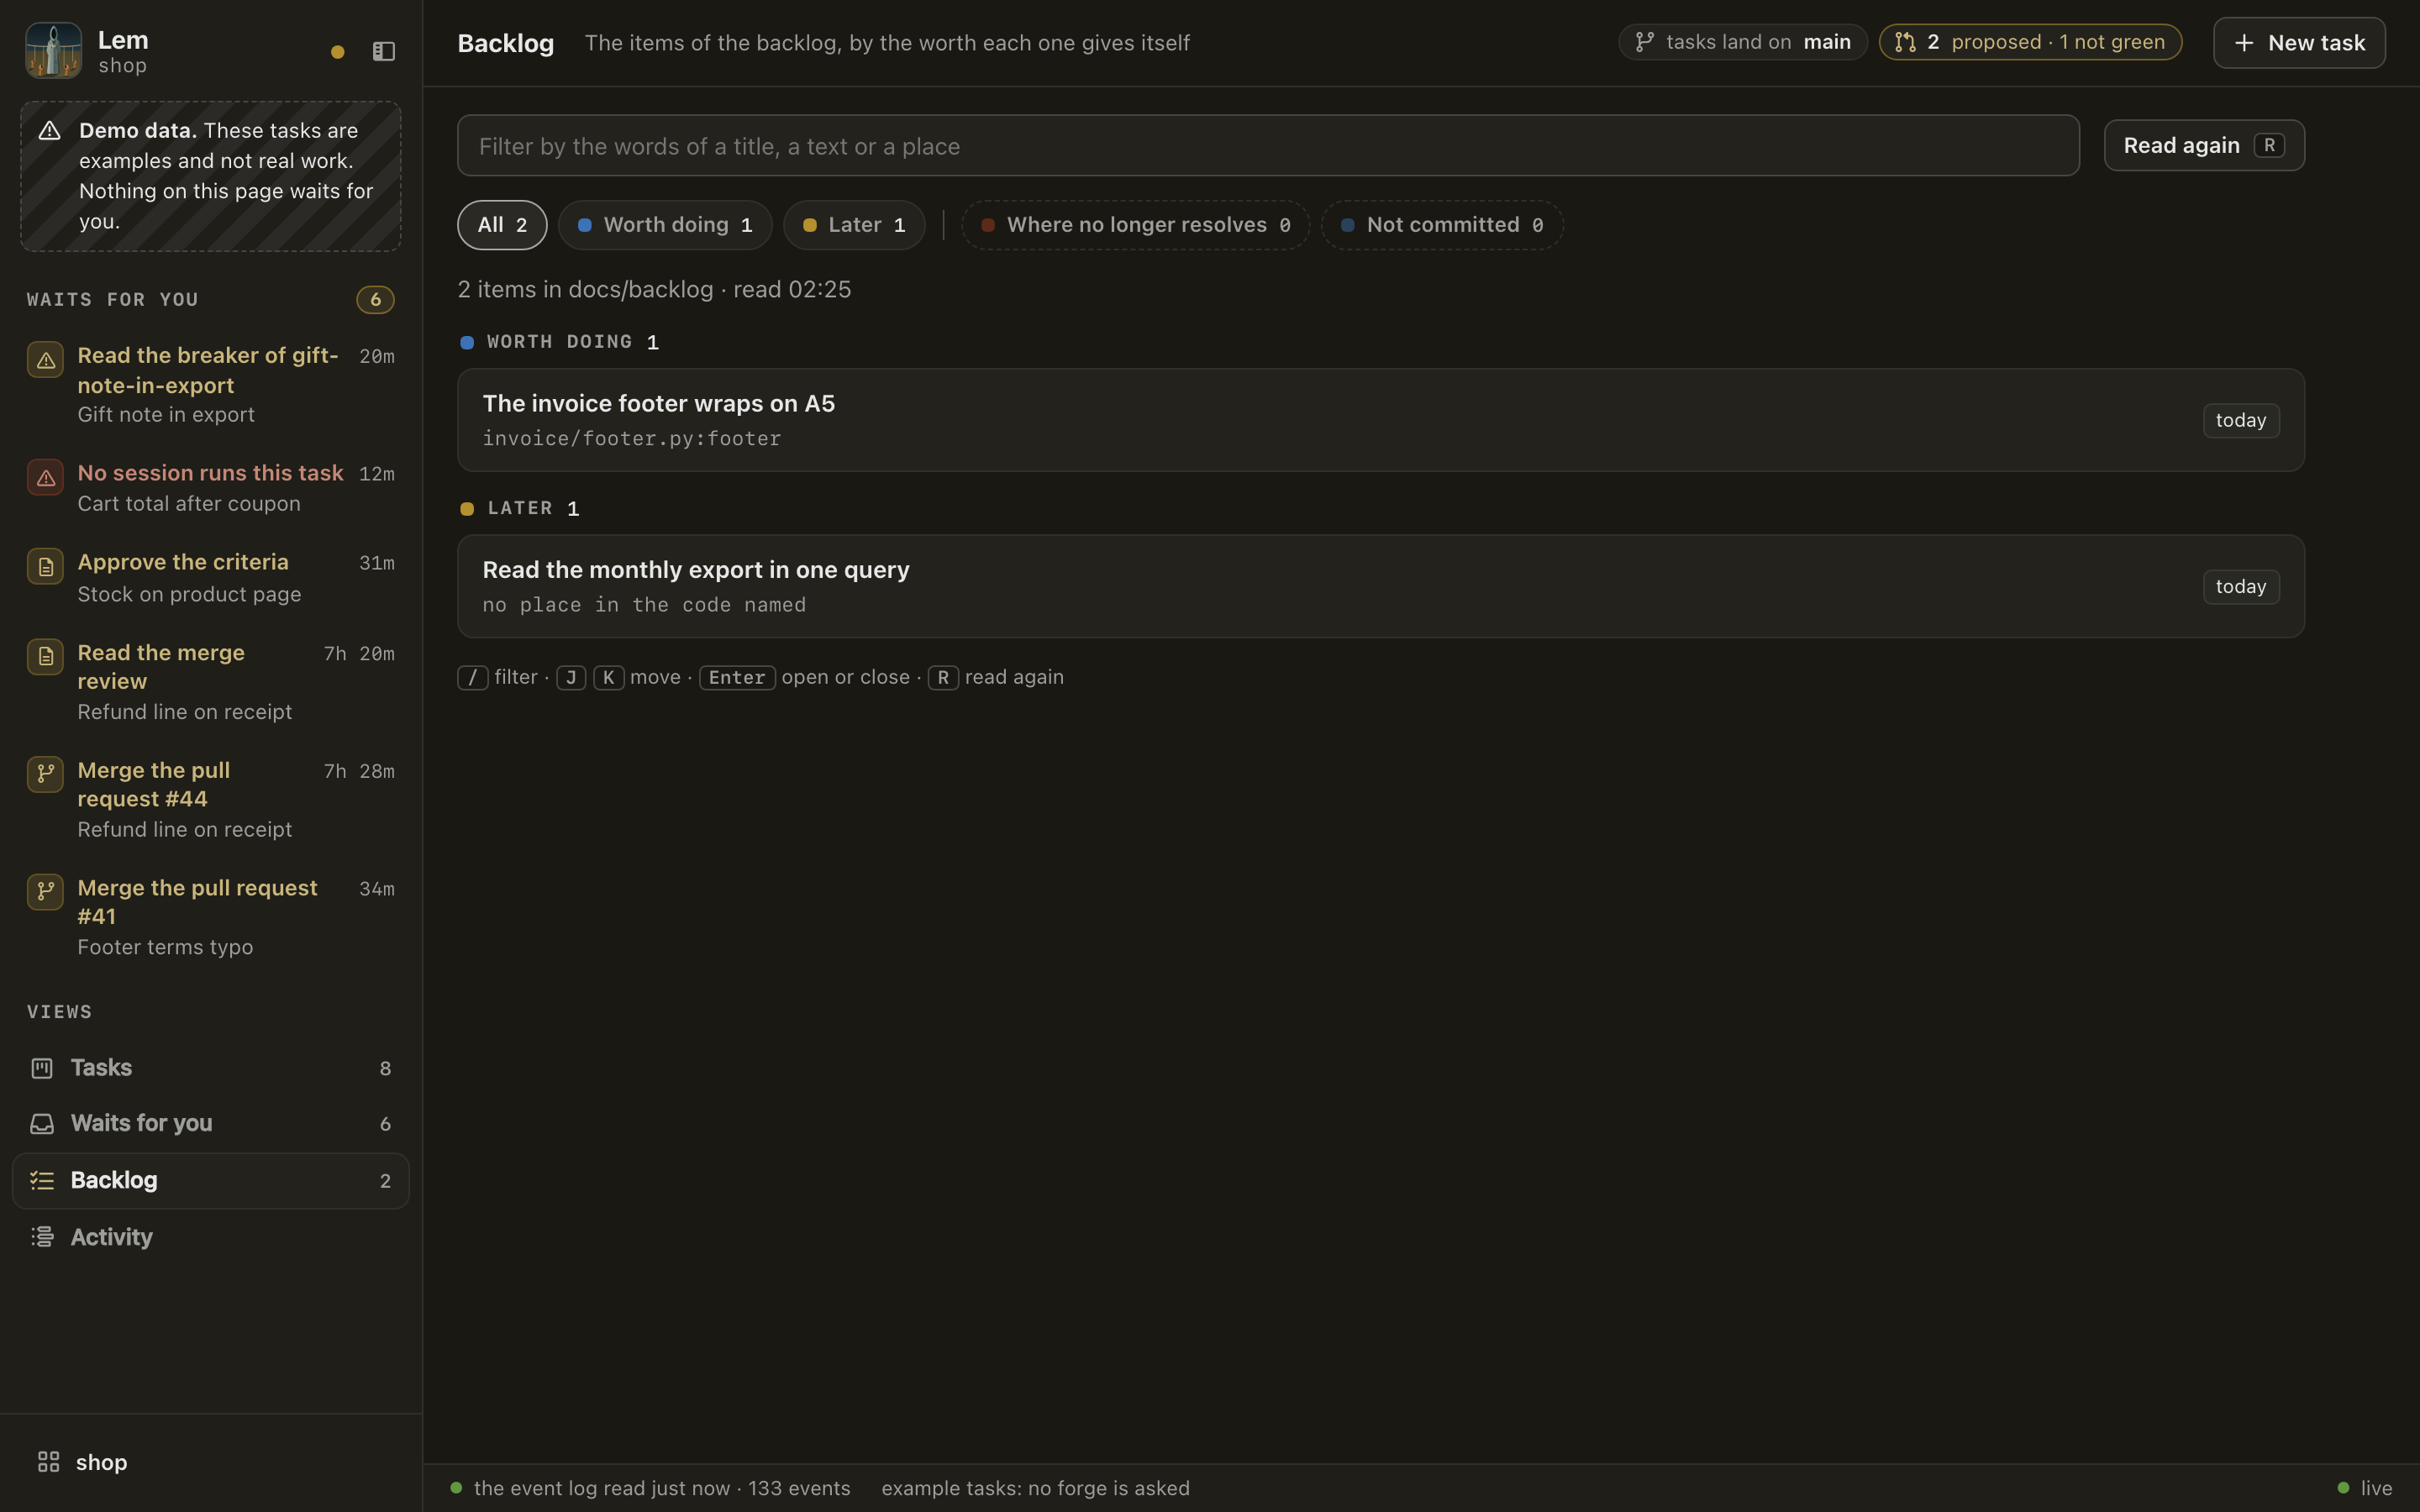 Lem
shop
Demo data. These tasks are
examples and not real work.
Nothing on this page waits for
you.
WAITS FOR YOU 6
Read the breaker of gift- 20m
note-in-export
Gift note in export
No session runs this task 12m
Cart total after coupon
Approve the criteria 31m
Stock on product page
Read the merge 7h 20m
review
Refund line on receipt
Merge the pull 7h 28m
request #44
Refund line on receipt
Merge the pull request 34m
#41
Footer terms typo
VIEWS
Tasks 8
Waits for you 6
Backlog 2
Activity
shop
Backlog The items of the backlog, by the worth each one gives itself
tasks land on main 2 proposed · 1 not green + New task
Filter by the words of a title, a text or a place
Read again R
All 2 Worth doing 1 Later 1 Where no longer resolves 0 Not committed 0
2 items in docs/backlog · read 02:25
WORTH DOING 1
The invoice footer wraps on A5
invoice/footer.py:footer
today
LATER 1
Read the monthly export in one query
no place in the code named
today
/ filter · J K move · Enter open or close · R read again
the event log read just now · 133 events example tasks: no forge is asked live